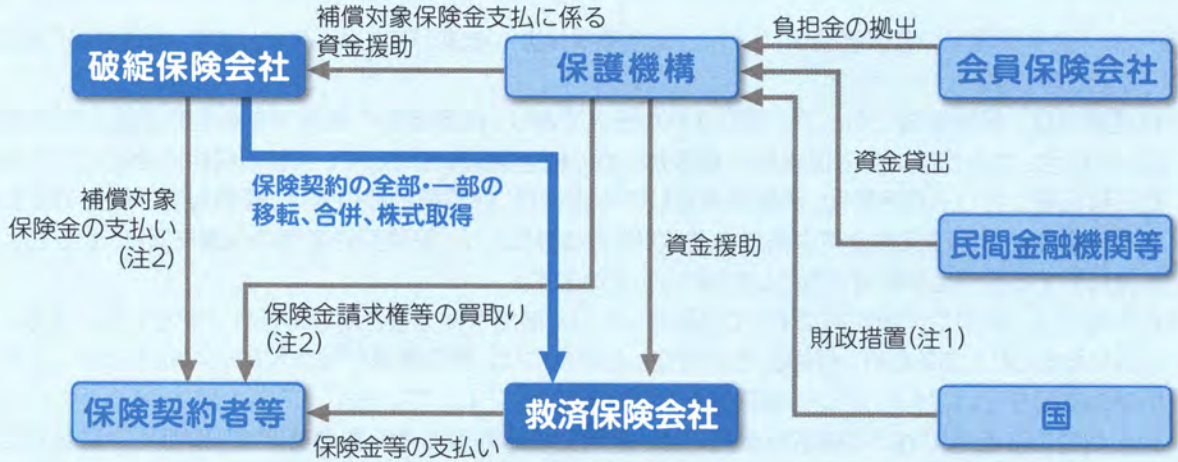 補償対象保険金支払に係る
資金援助
負担金の拠出
破綻保険会社
保護機構
会員保険会社
資金貸出
保険契約の全部・一部の
移転、合併、株式取得
補償対象
保険金の支払い
(注2)
資金援助
民間金融機関等
保険金請求権等の買取り
(注2)
財政措置(注1)
保険契約者等
救済保険会社
国
保険金等の支払い